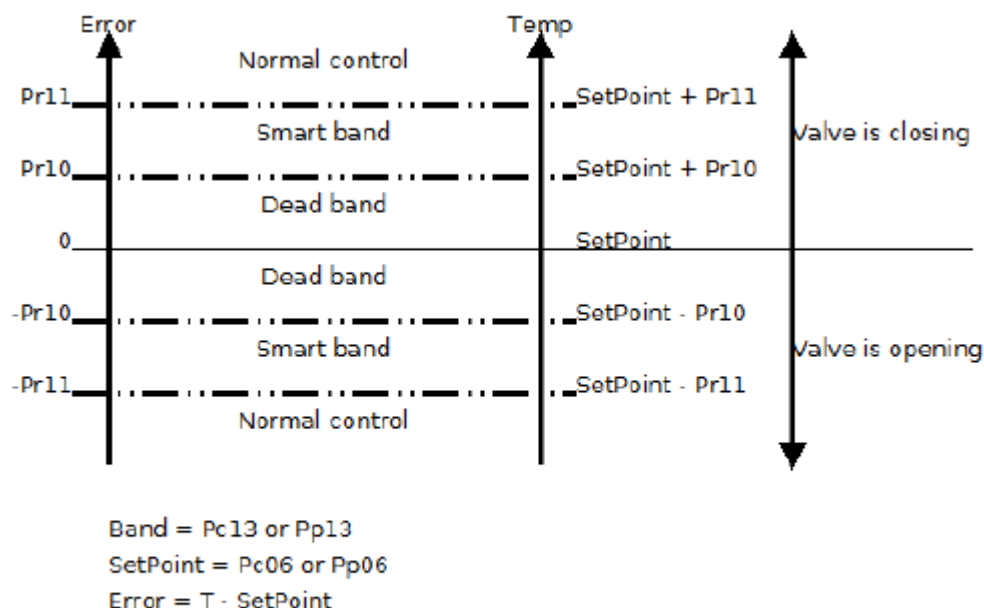 Error Temp
Normal control
Pr11 SetPoint + Pr11
Smart band Valve is closing
Pr10 SetPoint + Pr10
Dead band
0 SetPoint
Dead band
-Pr10 SetPoint - Pr10
Smart band Valve is opening
-Pr11 SetPoint - Pr11
Normal control
Band = Pc13 or Pp13
SetPoint = Pc06 or Pp06
Error = T - SetPoint